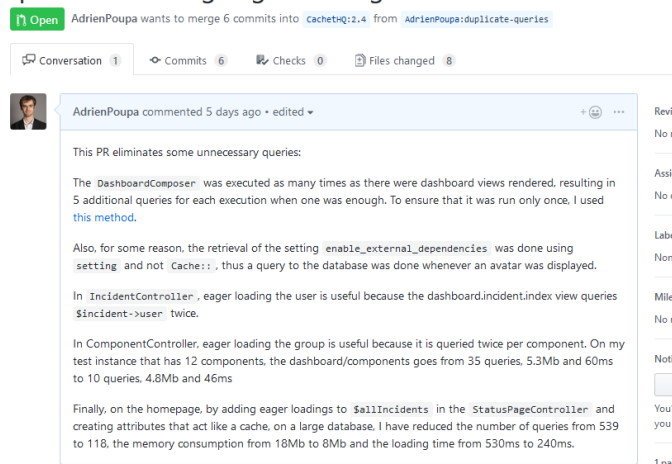 Open AdrienPoupa wants to merge 6 commits into CachetHQ:2.4 from AdrienPoupa:duplicate-queries
Conversation 1 Commits 6 Checks 0 Files changed 8
AdrienPoupa commented 5 days ago • edited
This PR eliminates some unnecessary queries:
The DashboardComposer was executed as many times as there were dashboard views rendered, resulting in
5 additional queries for each execution when one was enough. To ensure that it was run only once, I used
this method.
Also, for some reason, the retrieval of the setting enable_external_dependencies was done using
setting and not Cache:: , thus a query to the database was done whenever an avatar was displayed.
In IncidentController , eager loading the user is useful because the dashboard.incident.index view queries
$incident->user twice.
In ComponentController, eager loading the group is useful because it is queried twice per component. On my
test instance that has 12 components, the dashboard/components goes from 35 queries, 5.3Mb and 60ms
to 10 queries, 4.8Mb and 46ms
Finally, on the homepage, by adding eager loadings to $allIncidents in the StatusPageController and
creating attributes that act like a cache, on a large database, I have reduced the number of queries from 539
to 118, the memory consumption from 18Mb to 8Mb and the loading time from 530ms to 240ms.